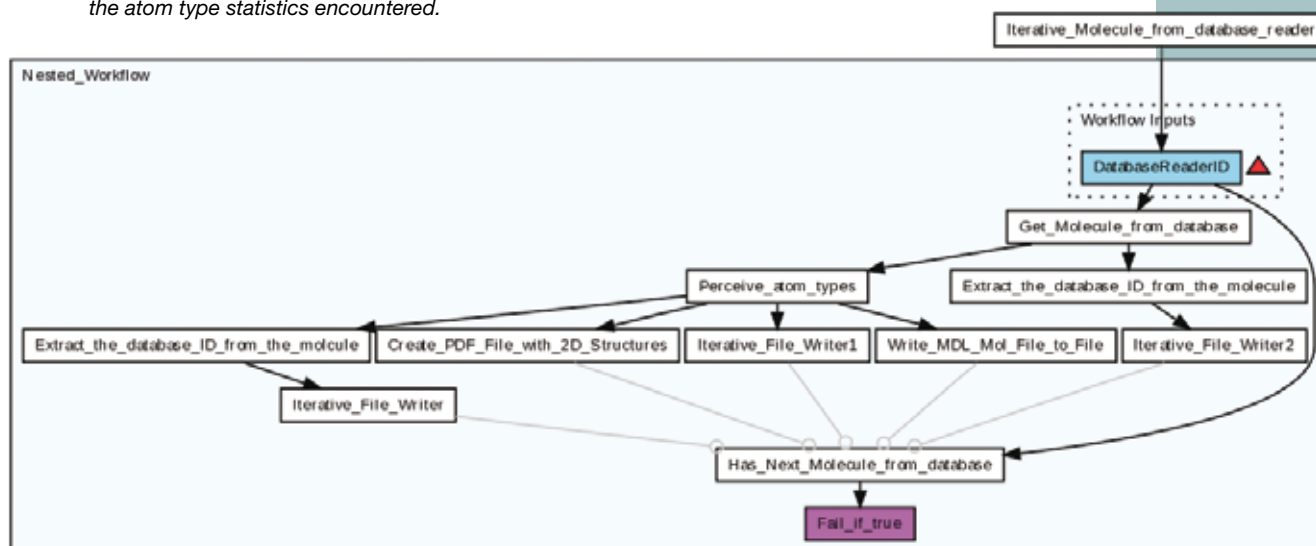 the atom type statistics encountered.
Iterative_Molecule_from_database_reader
Nested_Workflow
Workflow Inputs
DatabaseReaderID
Get_Molecule_from_database
Perceive_atom_types
Extract_the_database_ID_from_the_molecule
Extract_the_database_ID_from_the_molcule
Create_PDF_File_with_2D_Structures
Iterative_File_Writer1
Write_MDL_Mol_File_to_File
Iterative_File_Writer2
Iterative_File_Writer
Has_Next_Molecule_from_database
Fail_if_true